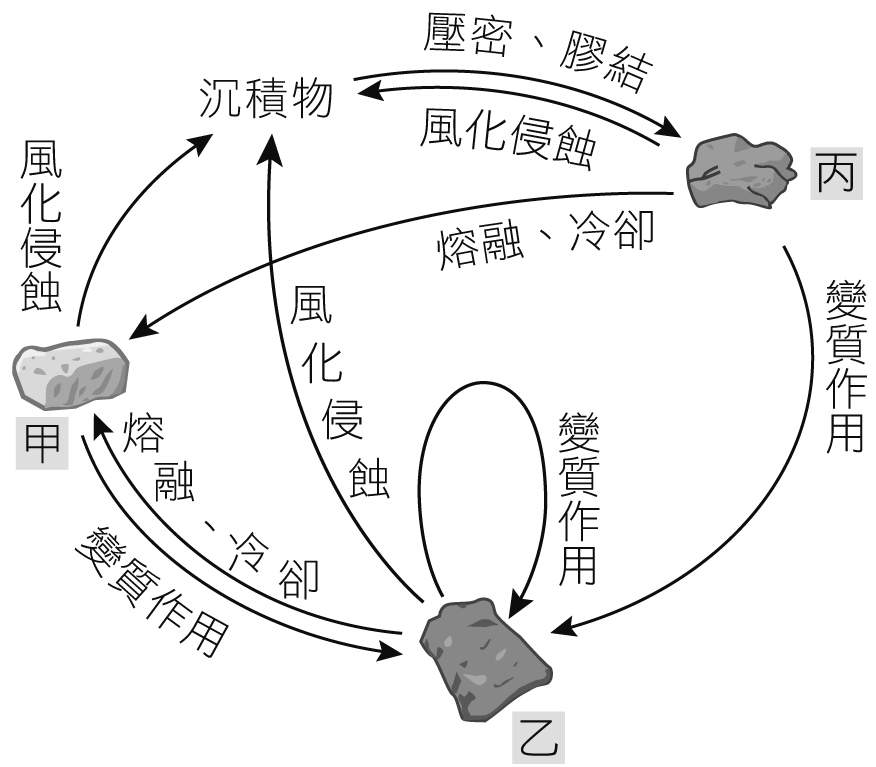 壓密、膠結
沉積物
風化侵蝕
丙
風化侵蝕
熔融、冷卻
變質作用
風化侵蝕
甲
熔融、冷卻
變質作用
變質作用
乙